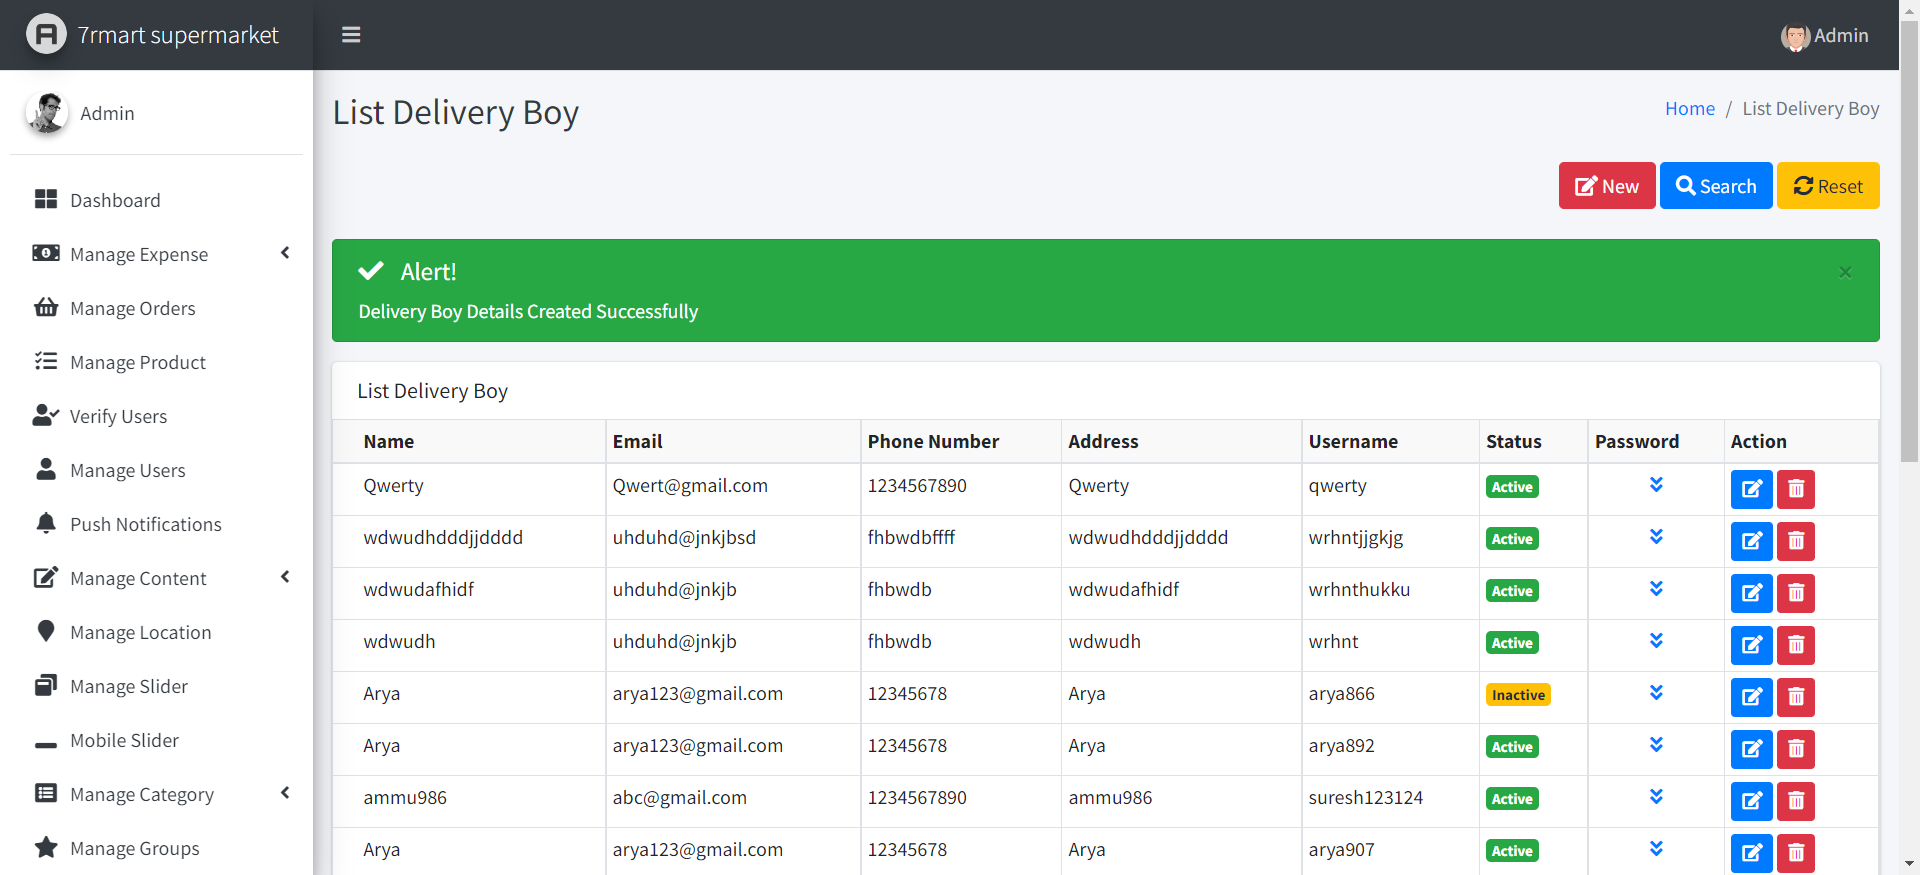 7rmart supermarket
Admin
Admin
Dashboard
Manage Expense
Manage Orders
Manage Product
Verify Users
Manage Users
Push Notifications
Manage Content
Manage Location
Manage Slider
Mobile Slider
Manage Category
Manage Groups
List Delivery Boy
Home / List Delivery Boy
New Search Reset
Alert! ×
Delivery Boy Details Created Successfully
List Delivery Boy
Name Email Phone Number Address Username Status Password Action
Qwerty Qwert@gmail.com 1234567890 Qwerty qwerty Active
wdwudhdddjjdddd uhduhd@jnkjbsd fhbwdbffff wdwudhdddjjdddd wrhntjjgkjg Active
wdwudafhidf uhduhd@jnkjb fhbwdb wdwudafhidf wrhnthukku Active
wdwudh uhduhd@jnkjb fhbwdb wdwudh wrhnt Active
Arya arya123@gmail.com 12345678 Arya arya866 Inactive
Arya arya123@gmail.com 12345678 Arya arya892 Active
ammu986 abc@gmail.com 1234567890 ammu986 suresh123124 Active
Arya arya123@gmail.com 12345678 Arya arya907 Active